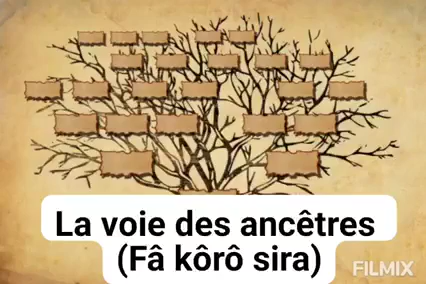 La voie des ancêtres
(Fâ kôrô sira)
FILMIX